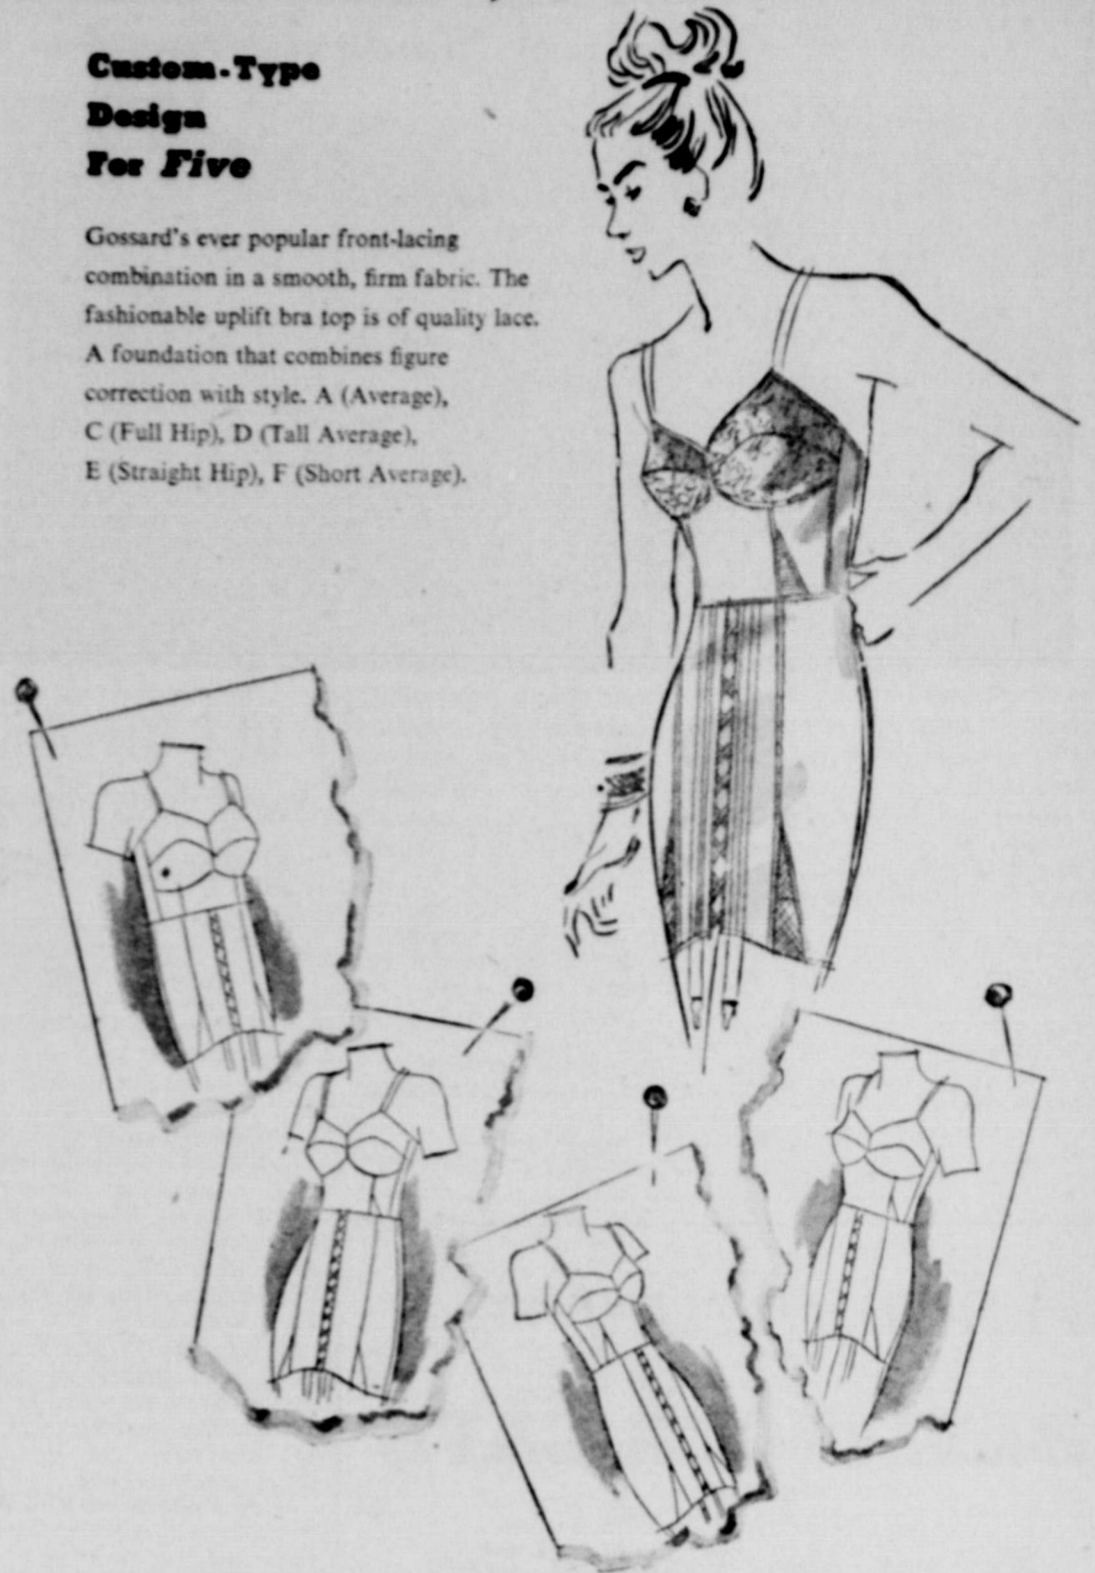 Custom-Type
Design
For Five
Gossard's ever popular front-lacing
combination in a smooth, firm fabric. The
fashionable uplift bra top is of quality lace.
A foundation that combines figure
correction with style. A (Average),
C (Full Hip), D (Tall Average),
E (Straight Hip), F (Short Average).